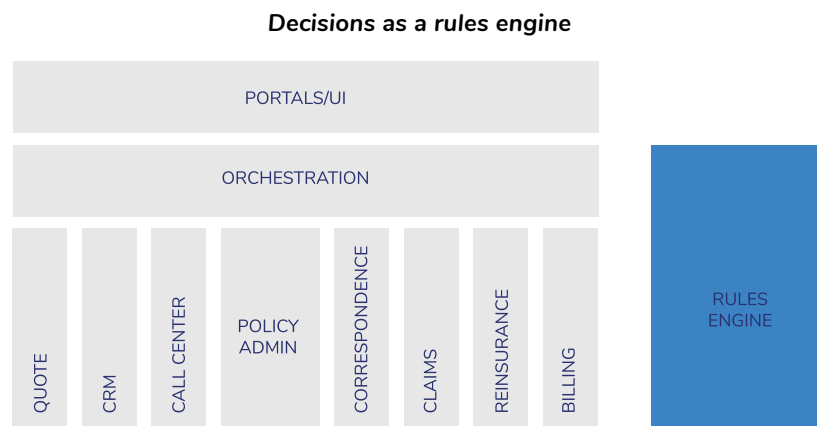 Decisions as a rules engine
PORTALS/UI
ORCHESTRATION
QUOTE
CRM
CALL CENTER
POLICY
ADMIN
CORRESPONDENCE
CLAIMS
REINSURANCE
BILLING
RULES
ENGINE